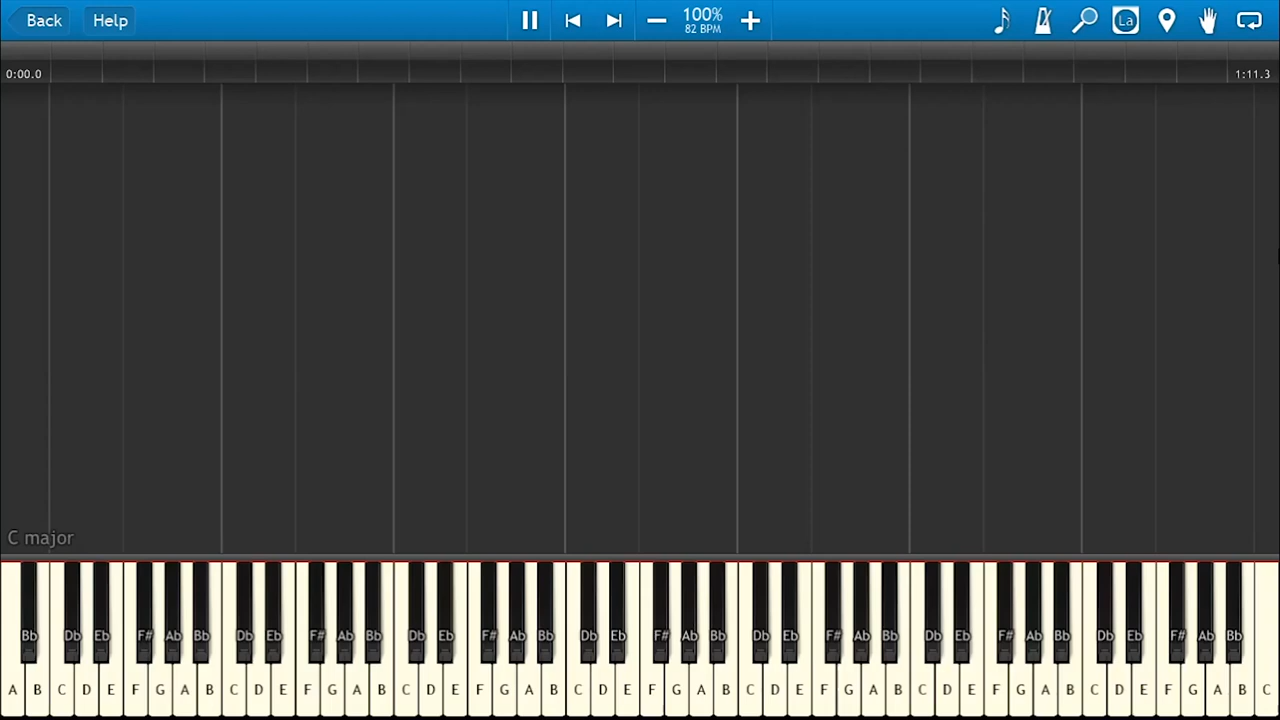 Back Help 100% La
82 BPM
0:00.0 1:11.3
C major
Bb Db Eb F# Ab Bb Db Eb F# Ab Bb Db Eb F# Ab Bb Db Eb F# Ab Bb Db Eb F# Ab Bb Db Eb F# Ab Bb Db Eb F# Ab Bb
A B C D E F G A B C D E F G A B C D E F G A B C D E F G A B C D E F G A B C D E F G A B C D E F G A B C